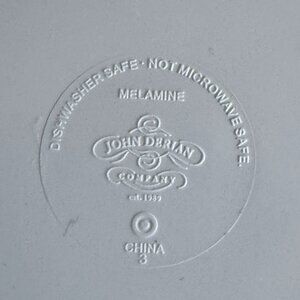 DISHWASHER SAFE · NOT MICROWAVE SAFE.
MELAMINE
JOHN DERIAN
COMPANY
est. 1989
CHINA
3